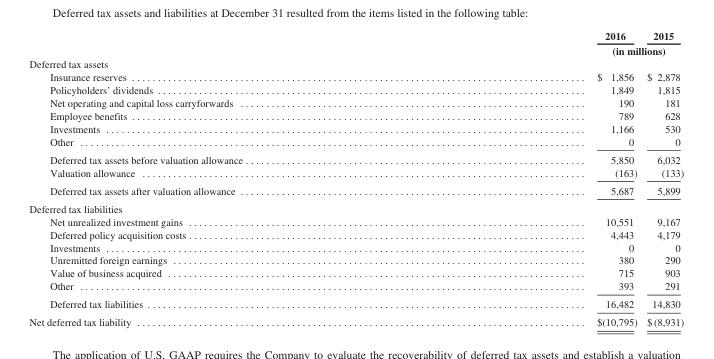 Deferred tax assets and liabilities at December 31 resulted from the items listed in the following table:
2016 2015
(in millions)
Deferred tax assets
Insurance reserves $ 1,856 $ 2,878
Policyholders' dividends 1,849 1,815
Net operating and capital loss carryforwards 190 181
Employee benefits 789 628
Investments 1,166 530
Other 0 0
Deferred tax assets before valuation allowance 5,850 6,032
Valuation allowance (163) (133)
Deferred tax assets after valuation allowance 5,687 5,899
Deferred tax liabilities
Net unrealized investment gains 10,551 9,167
Deferred policy acquisition costs 4,443 4,179
Investments 0 0
Unremitted foreign earnings 380 290
Value of business acquired 715 903
Other 393 291
Deferred tax liabilities 16,482 14,830
Net deferred tax liability $(10,795) $(8,931)
The application of U.S. GAAP requires the Company to evaluate the recoverability of deferred tax assets and establish a valuation